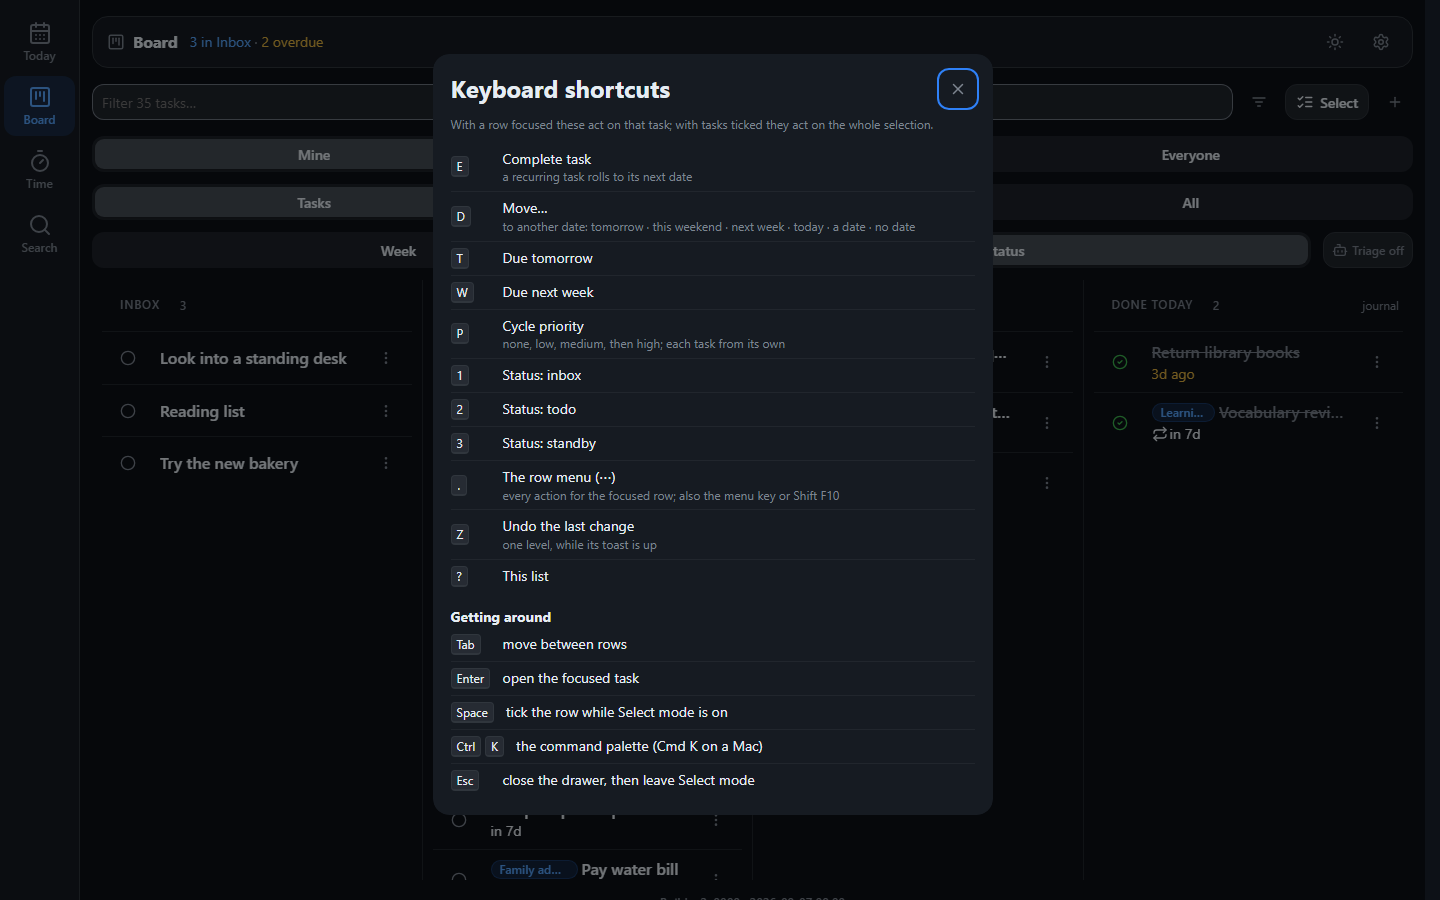 Today
Board
Time
Search
Board 3 in Inbox · 2 overdue
Filter 35 tasks...
Select
Mine
Everyone
Tasks
All
Week
Triage off
INBOX 3
Look into a standing desk
Reading list
Try the new bakery
Keyboard shortcuts
With a row focused these act on that task; with tasks ticked they act on the whole selection.
E Complete task
a recurring task rolls to its next date
D Move...
to another date: tomorrow · this weekend · next week · today · a date · no date
T Due tomorrow
W Due next week
P Cycle priority
none, low, medium, then high; each task from its own
1 Status: inbox
2 Status: todo
3 Status: standby
. The row menu (···)
every action for the focused row; also the menu key or Shift F10
Z Undo the last change
one level, while its toast is up
? This list
Getting around
Tab move between rows
Enter open the focused task
Space tick the row while Select mode is on
Ctrl K the command palette (Cmd K on a Mac)
Esc close the drawer, then leave Select mode
in 7d
Family ad... Pay water bill
DONE TODAY 2 journal
Return library books
3d ago
Learni... Vocabulary revi...
in 7d